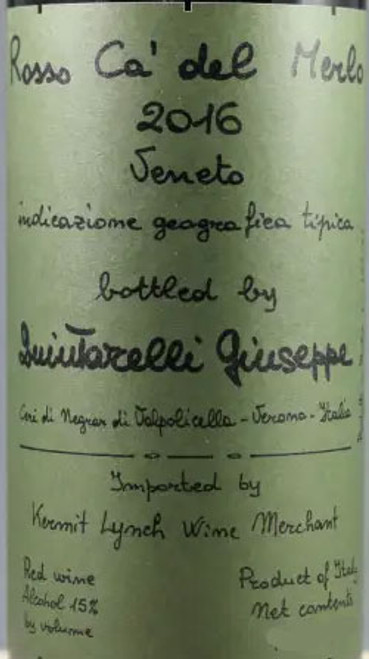 Rosso Ca' del Merlo
2016
Veneto
indicazione geografica tipica
bottled by
Quintarelli Giuseppe
Cerè di Negrar di Valpolicella - Verona - Italia
Imported by
Kermit Lynch Wine Merchant
Red wine
Alcohol 15%
by volume
Product of Italy
Net contents